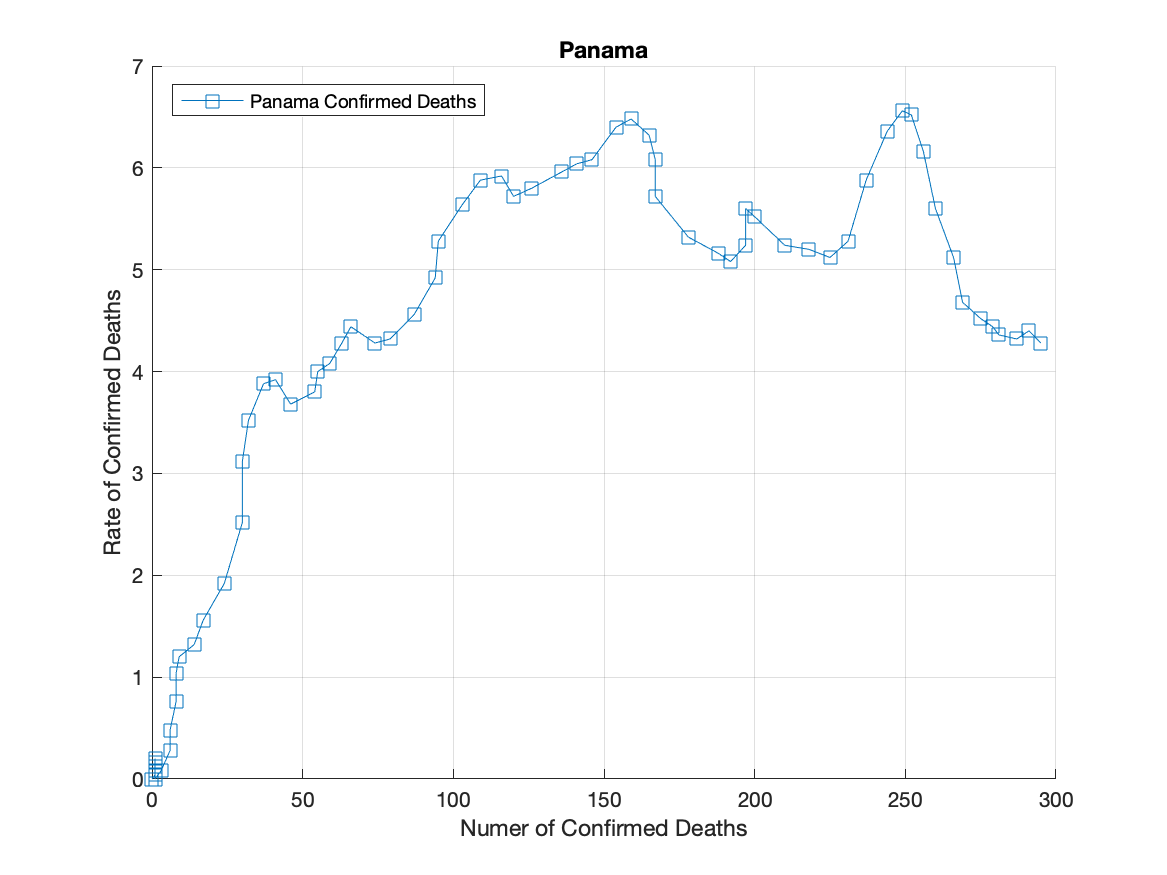 Panama
Panama Confirmed Deaths
Rate of Confirmed Deaths
7
6
5
4
3
2
1
0
0 50 100 150 200 250 300
Numer of Confirmed Deaths